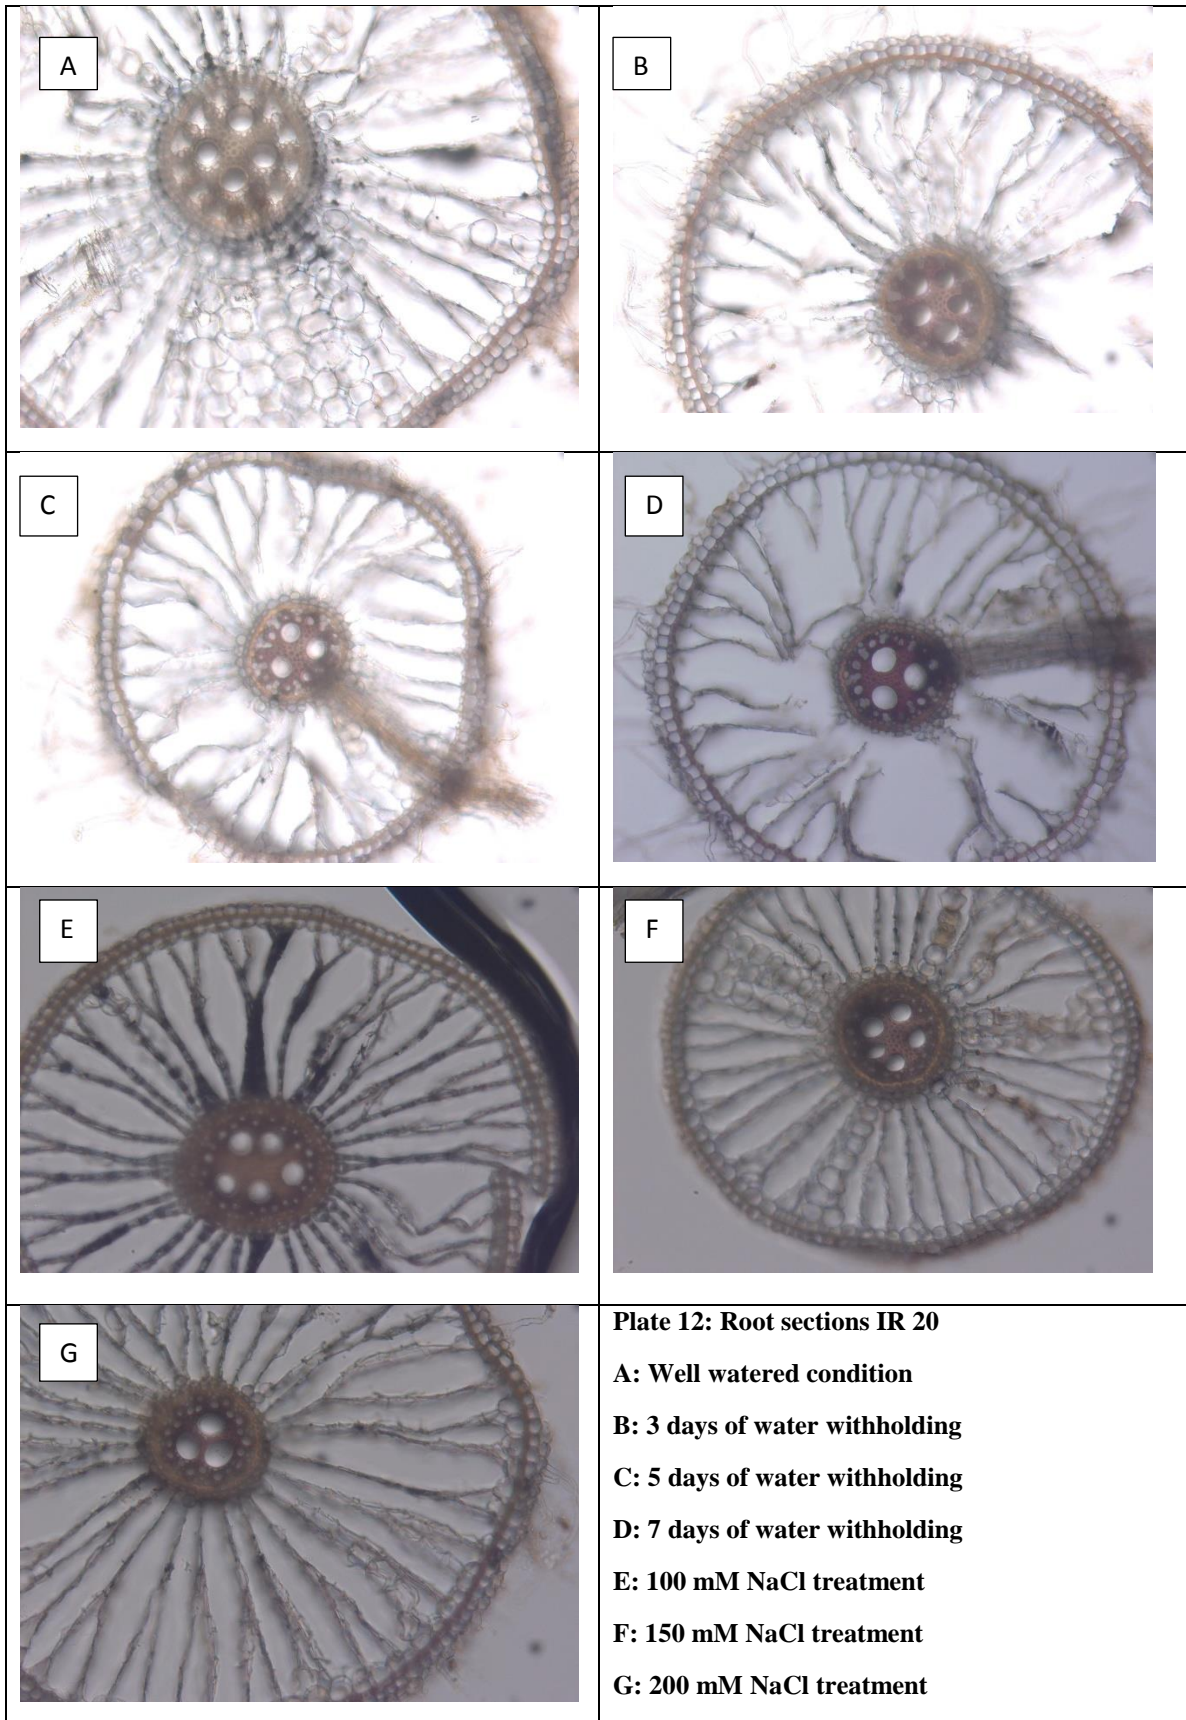 A
B
C
D
E
F
G
Plate 12: Root sections IR 20
A: Well watered condition
B: 3 days of water withholding
C: 5 days of water withholding
D: 7 days of water withholding
E: 100 mM NaCl treatment
F: 150 mM NaCl treatment
G: 200 mM NaCl treatment